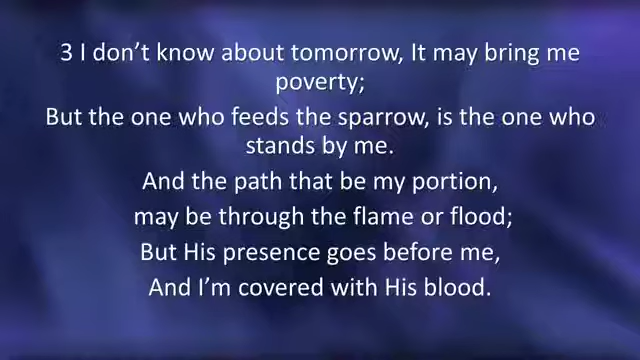 3 I don’t know about tomorrow, It may bring me
poverty;
But the one who feeds the sparrow, is the one who
stands by me.
And the path that be my portion,
may be through the flame or flood;
But His presence goes before me,
And I’m covered with His blood.